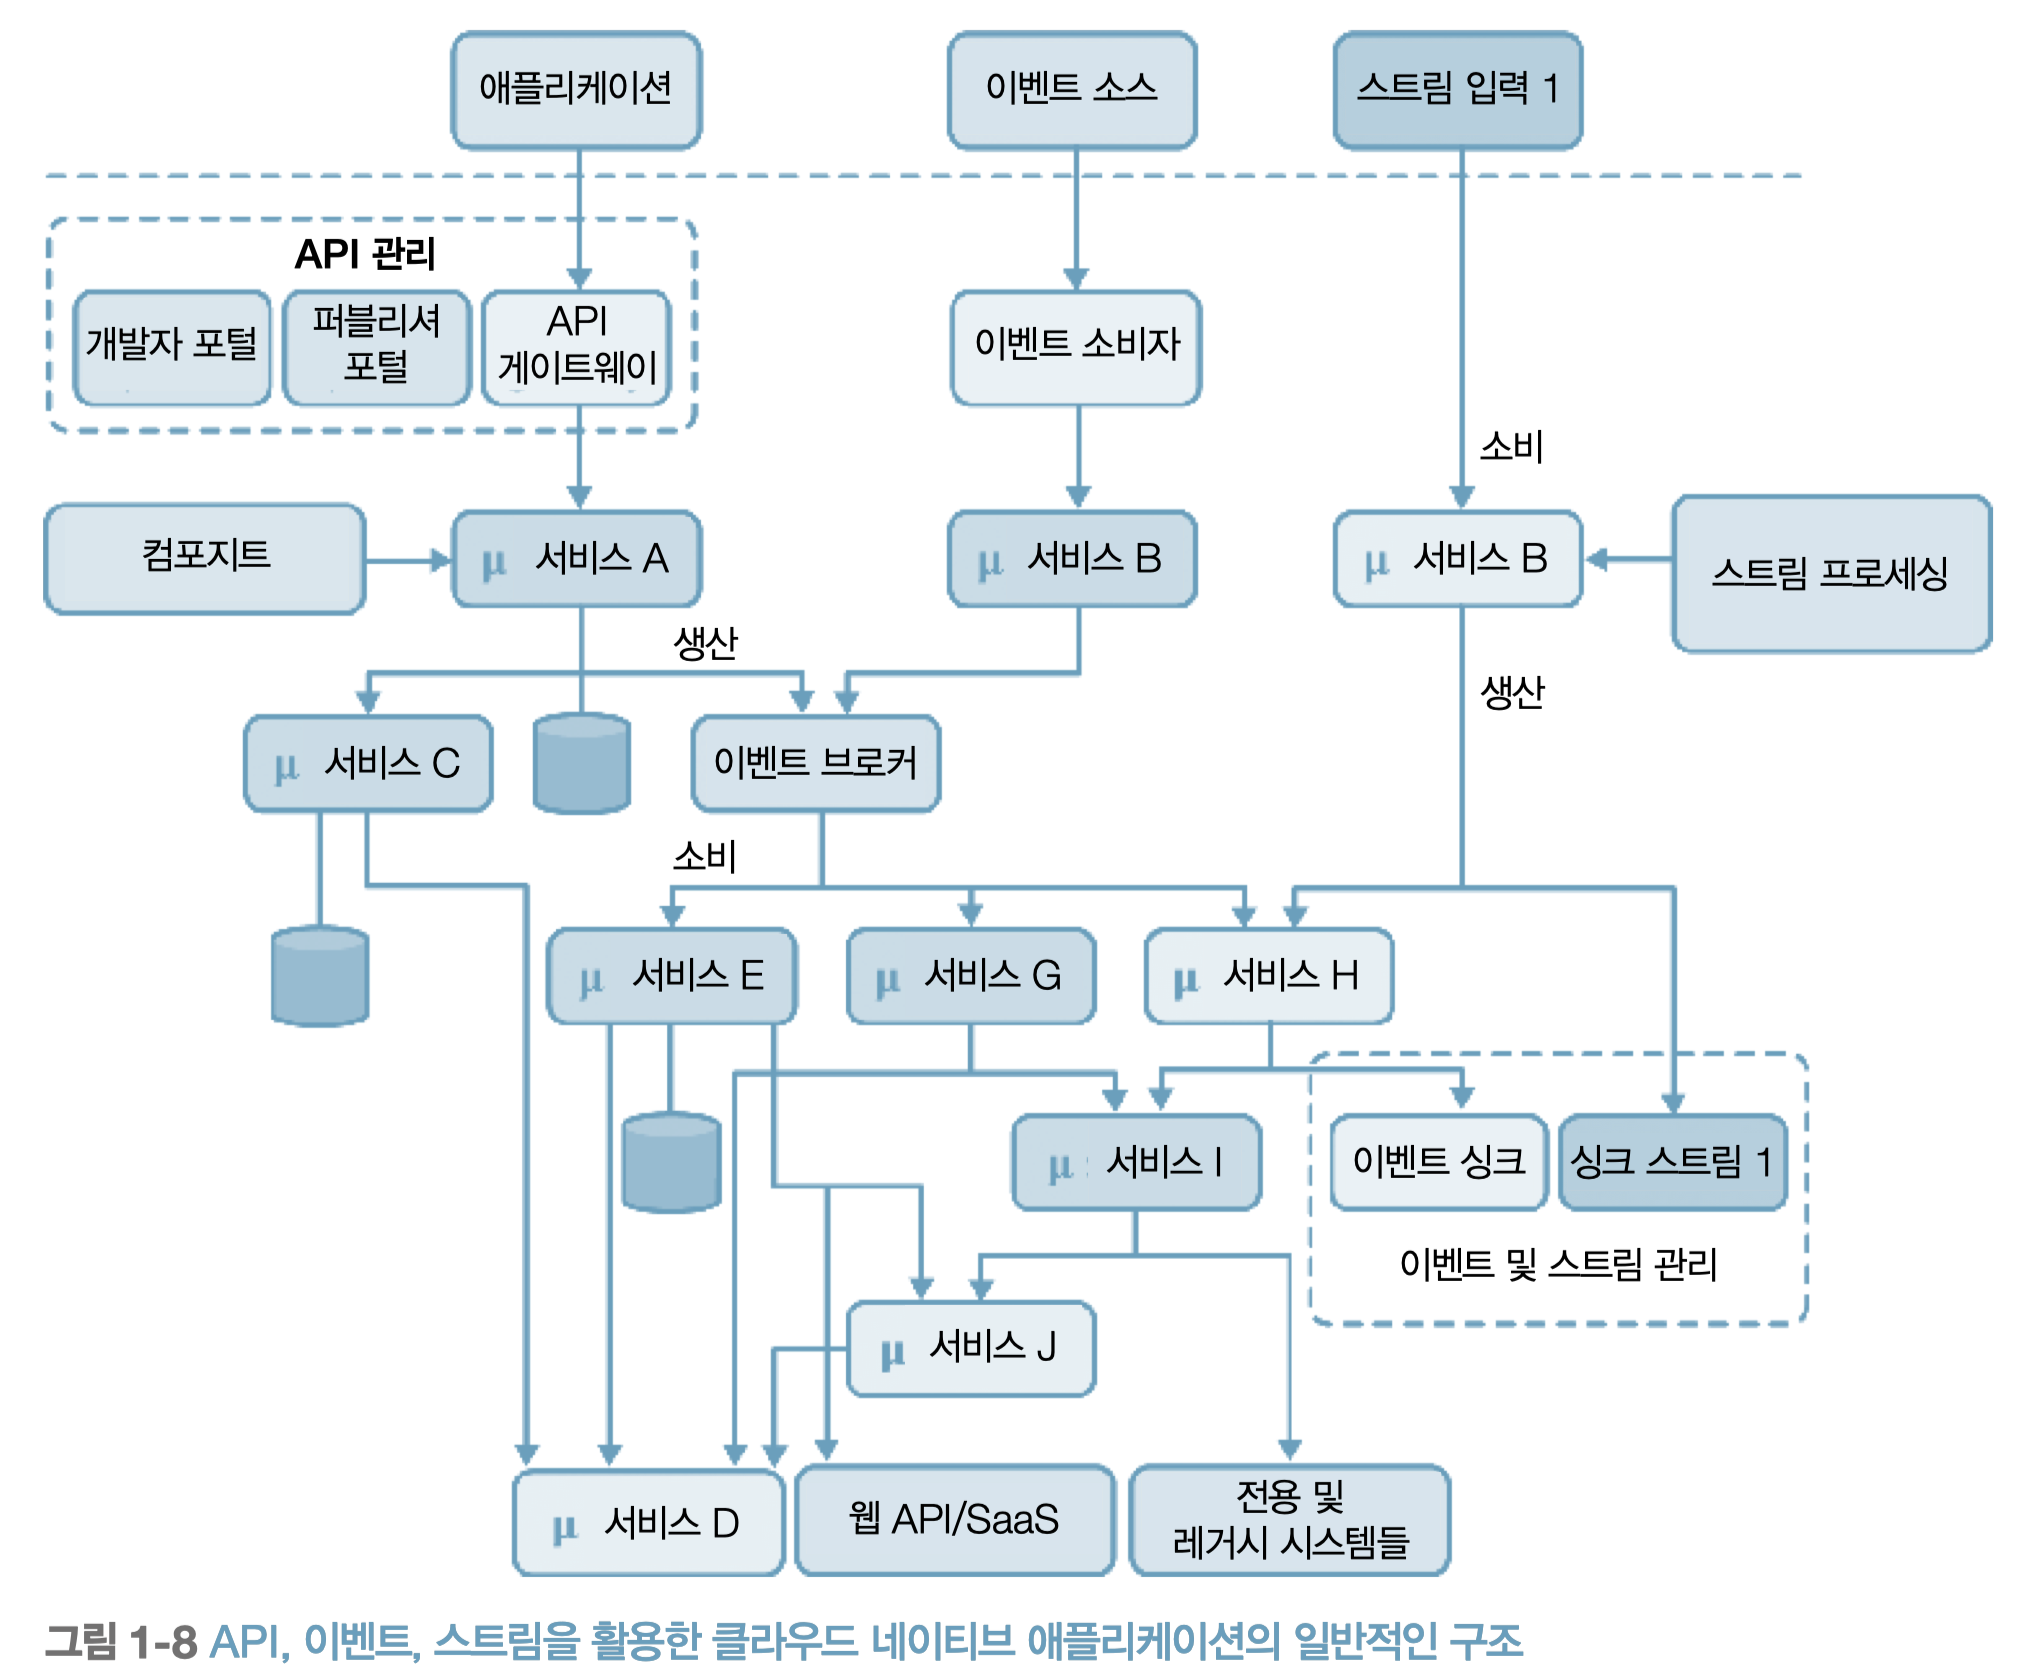 애플리케이션
이벤트 소스
스트림 입력 1
API 관리
개발자 포털
퍼블리셔
포털
API
게이트웨이
이벤트 소비자
소비
컴포지트
μ 서비스 A
μ 서비스 B
μ 서비스 B
스트림 프로세싱
생산
생산
μ 서비스 C
이벤트 브로커
소비
μ 서비스 E
μ 서비스 G
μ 서비스 H
μ 서비스 I
이벤트 싱크
싱크 스트림 1
이벤트 및 스트림 관리
μ 서비스 J
μ 서비스 D
웹 API/SaaS
전용 및
레거시 시스템들
그림 1-8 API, 이벤트, 스트림을 활용한 클라우드 네이티브 애플리케이션의 일반적인 구조